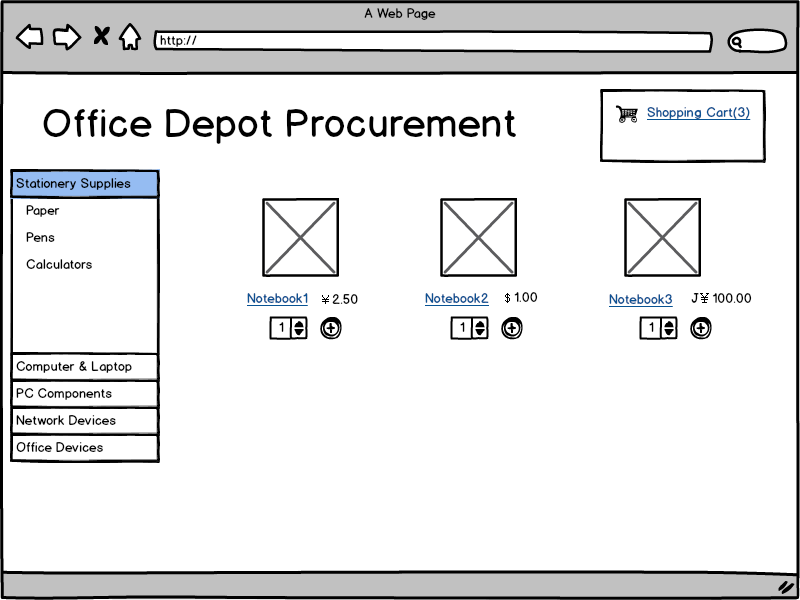 A Web Page
http://
Office Depot Procurement
Shopping Cart(3)
Stationery Supplies
Paper
Pens
Calculators
Computer & Laptop
PC Components
Network Devices
Office Devices
Notebook1 ¥ 2.50
1
Notebook2 $ 1.00
1
Notebook3 J¥ 100.00
1